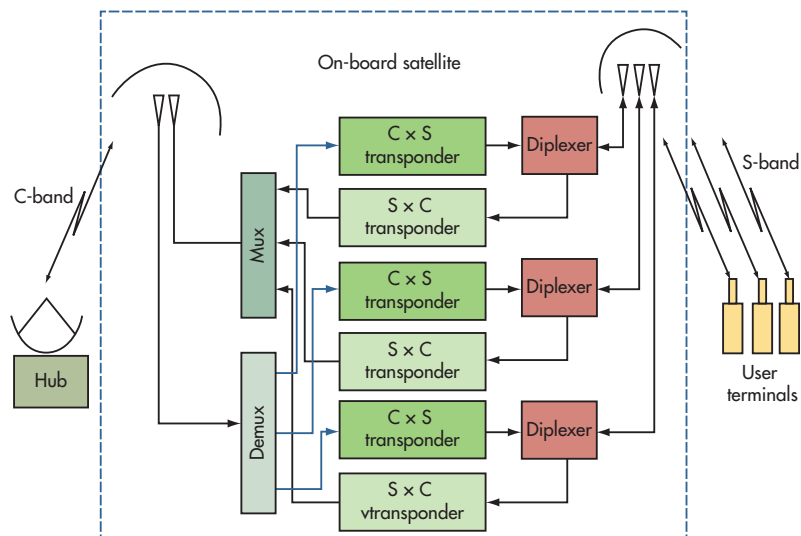 On-board satellite
C-band
S-band
C × S
transponder
Diplexer
S × C
transponder
Mux
C × S
transponder
Diplexer
S × C
transponder
Hub
User
terminals
Demux
C × S
transponder
Diplexer
S × C
vtransponder